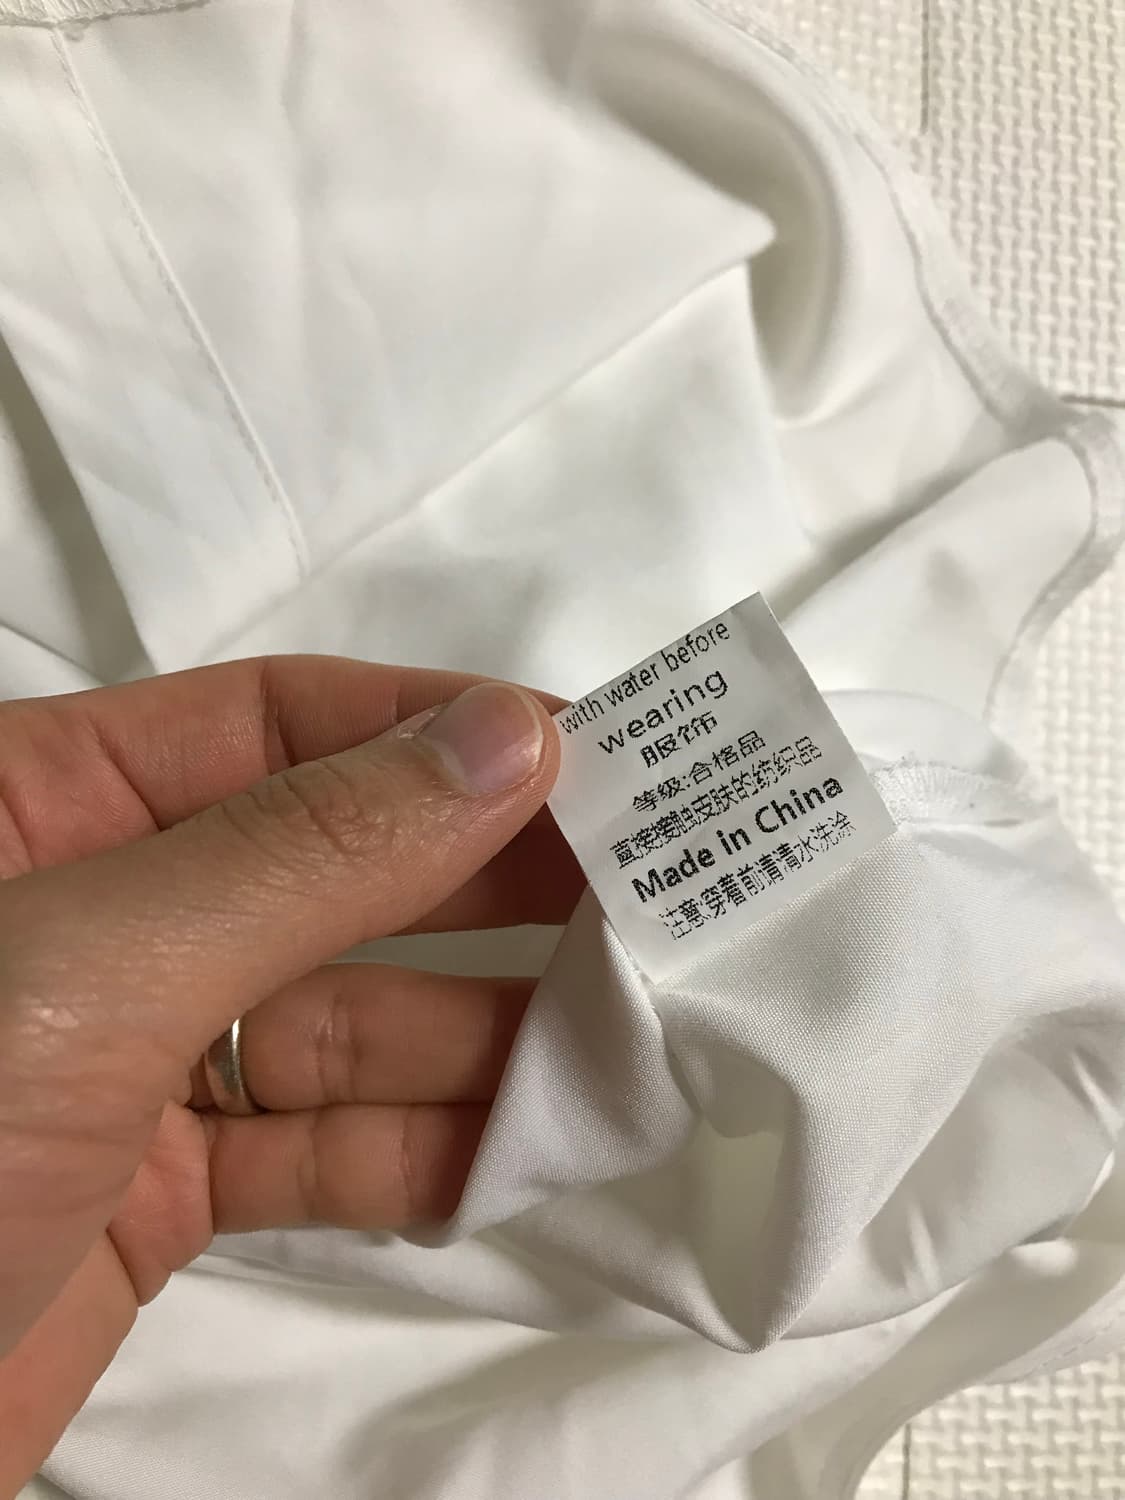 with water before
wearing
服饰
等级:合格品
直接接触皮肤的纺织品
Made in China
注意:穿着前请清水洗涤